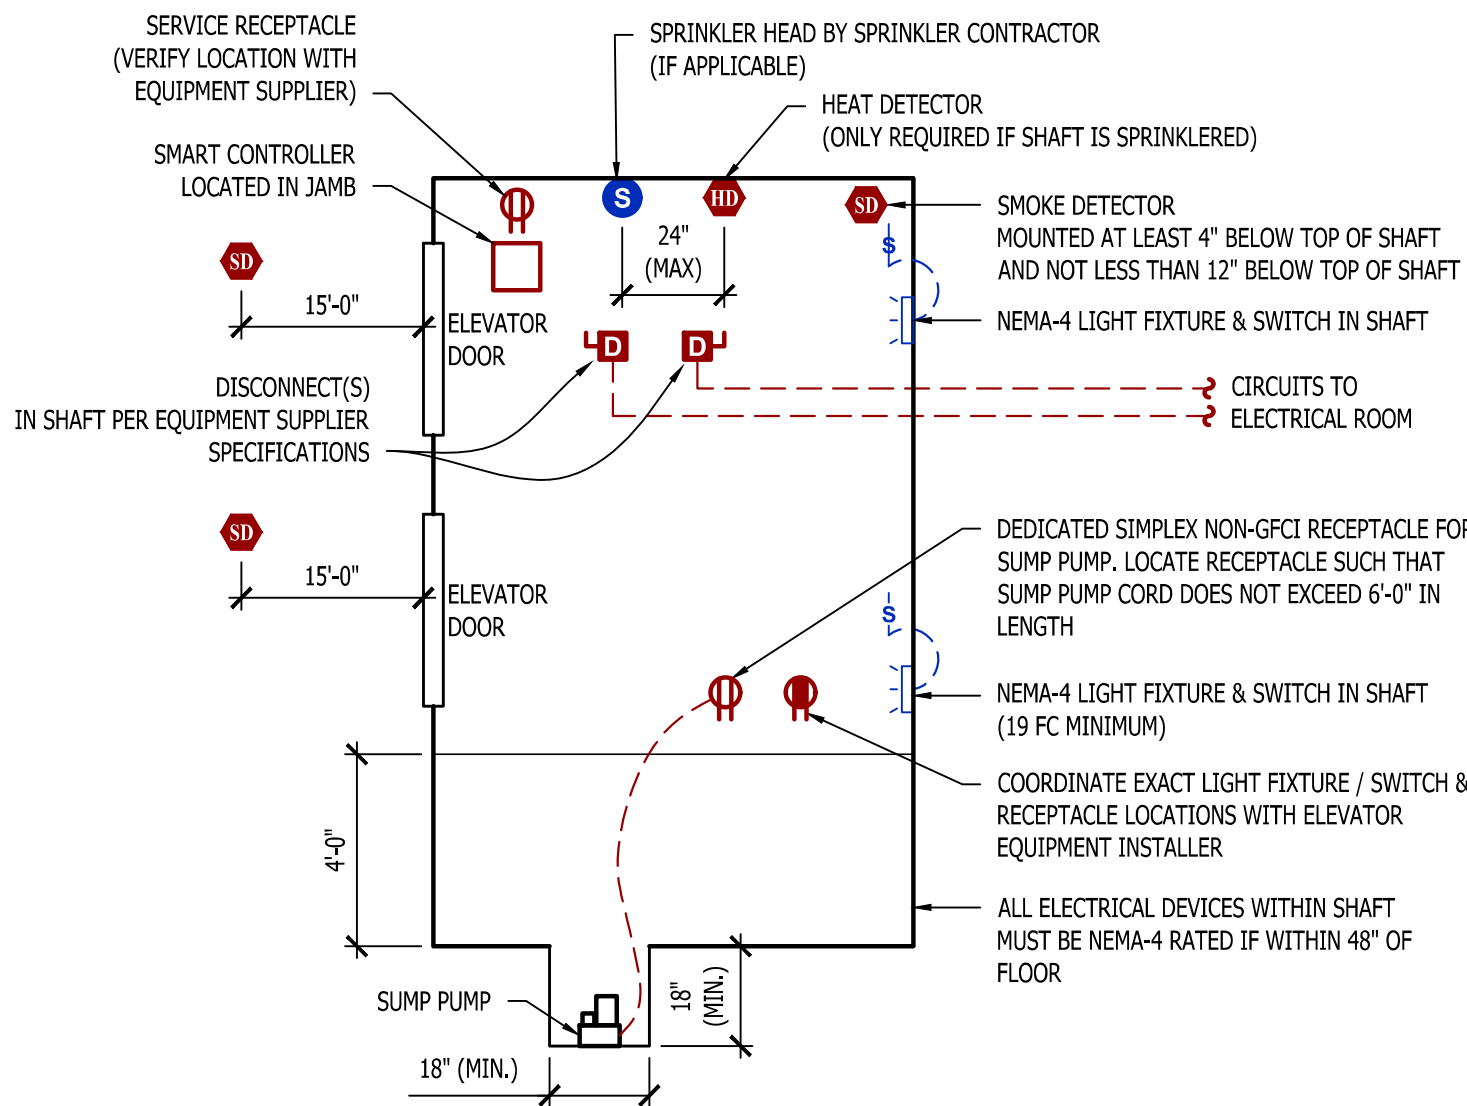 SERVICE RECEPTACLE
(VERIFY LOCATION WITH
EQUIPMENT SUPPLIER)
SPRINKLER HEAD BY SPRINKLER CONTRACTOR
(IF APPLICABLE)
HEAT DETECTOR
(ONLY REQUIRED IF SHAFT IS SPRINKLERED)
SMART CONTROLLER
LOCATED IN JAMB
S
HD
SD
SMOKE DETECTOR
MOUNTED AT LEAST 4" BELOW TOP OF SHAFT
AND NOT LESS THAN 12" BELOW TOP OF SHAFT
S
24"
(MAX)
SD
15'-0"
ELEVATOR
DOOR
NEMA-4 LIGHT FIXTURE & SWITCH IN SHAFT
D
D
DISCONNECT(S)
IN SHAFT PER EQUIPMENT SUPPLIER
SPECIFICATIONS
CIRCUITS TO
ELECTRICAL ROOM
SD
15'-0"
ELEVATOR
DOOR
DEDICATED SIMPLEX NON-GFCI RECEPTACLE FOR
SUMP PUMP. LOCATE RECEPTACLE SUCH THAT
SUMP PUMP CORD DOES NOT EXCEED 6'-0" IN
LENGTH
S
NEMA-4 LIGHT FIXTURE & SWITCH IN SHAFT
(19 FC MINIMUM)
COORDINATE EXACT LIGHT FIXTURE / SWITCH &
RECEPTACLE LOCATIONS WITH ELEVATOR
EQUIPMENT INSTALLER
4'-0"
ALL ELECTRICAL DEVICES WITHIN SHAFT
MUST BE NEMA-4 RATED IF WITHIN 48" OF
FLOOR
SUMP PUMP
18"
(MIN.)
18" (MIN.)